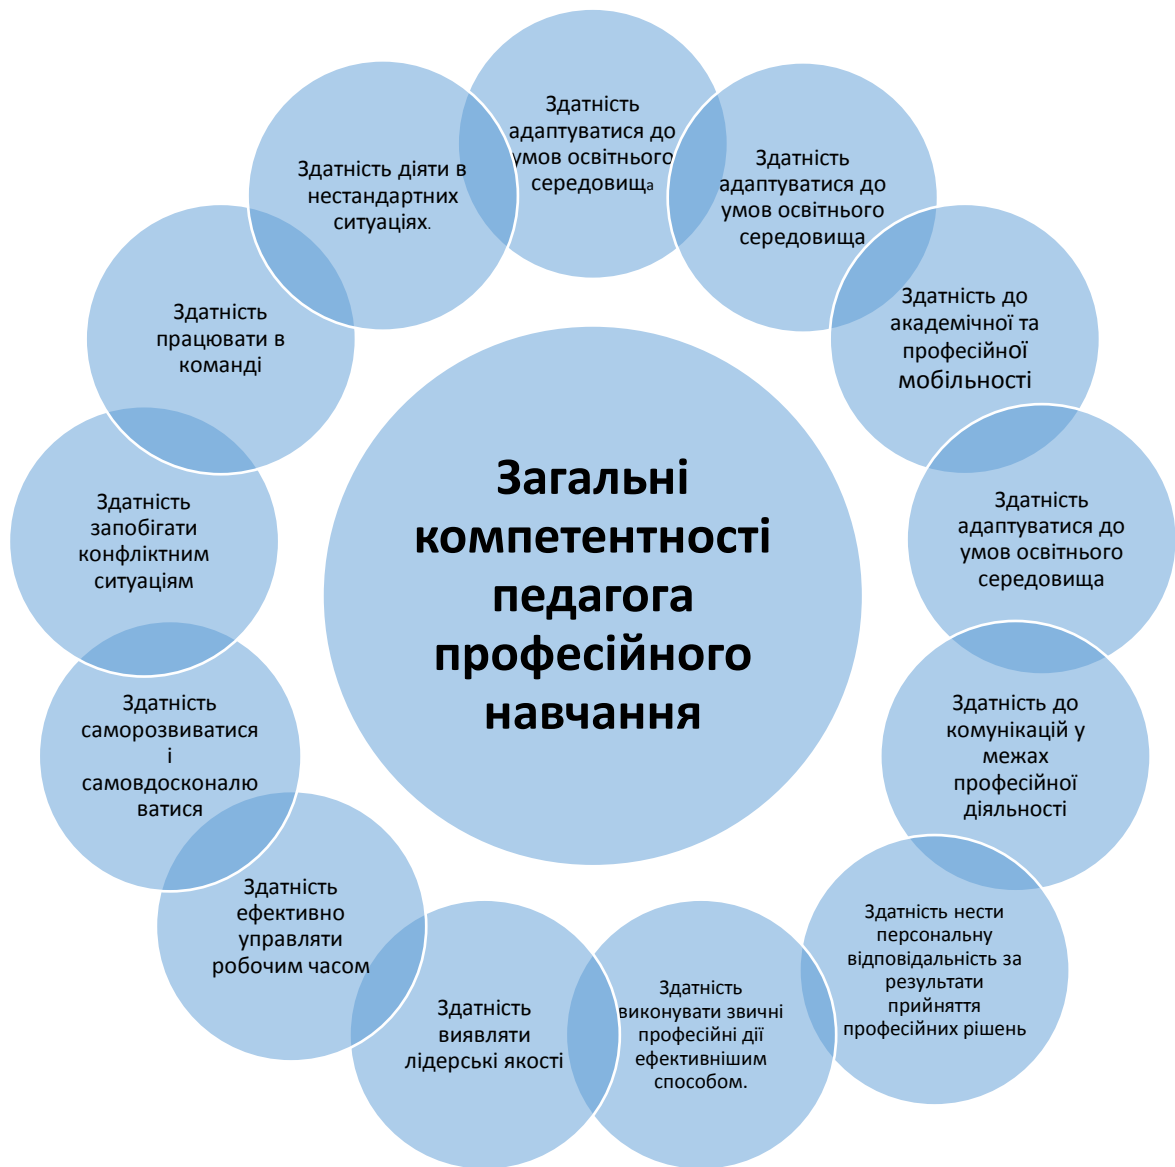 Здатність
адаптуватися до
умов освітнього
середовища
Здатність
адаптуватися до
умов освітнього
середовища
Здатність до
академічної та
професійної
мобільності
Здатність
адаптуватися до
умов освітнього
середовища
Здатність до
комунікацій у
межах
професійної
діяльності
Здатність нести
персональну
відповідальність за
результати
прийняття
професійних рішень
Здатність
виконувати звичні
професійні дії
ефективнішим
способом.
Здатність
виявляти
лідерські якості
Здатність
ефективно
управляти
робочим часом
Здатність
саморозвиватися
і
самовдосконалю
ватися
Здатність
запобігати
конфліктним
ситуаціям
Здатність
працювати в
команді
Здатність діяти в
нестандартних
ситуаціях.
Загальні
компетентності
педагога
професійного
навчання